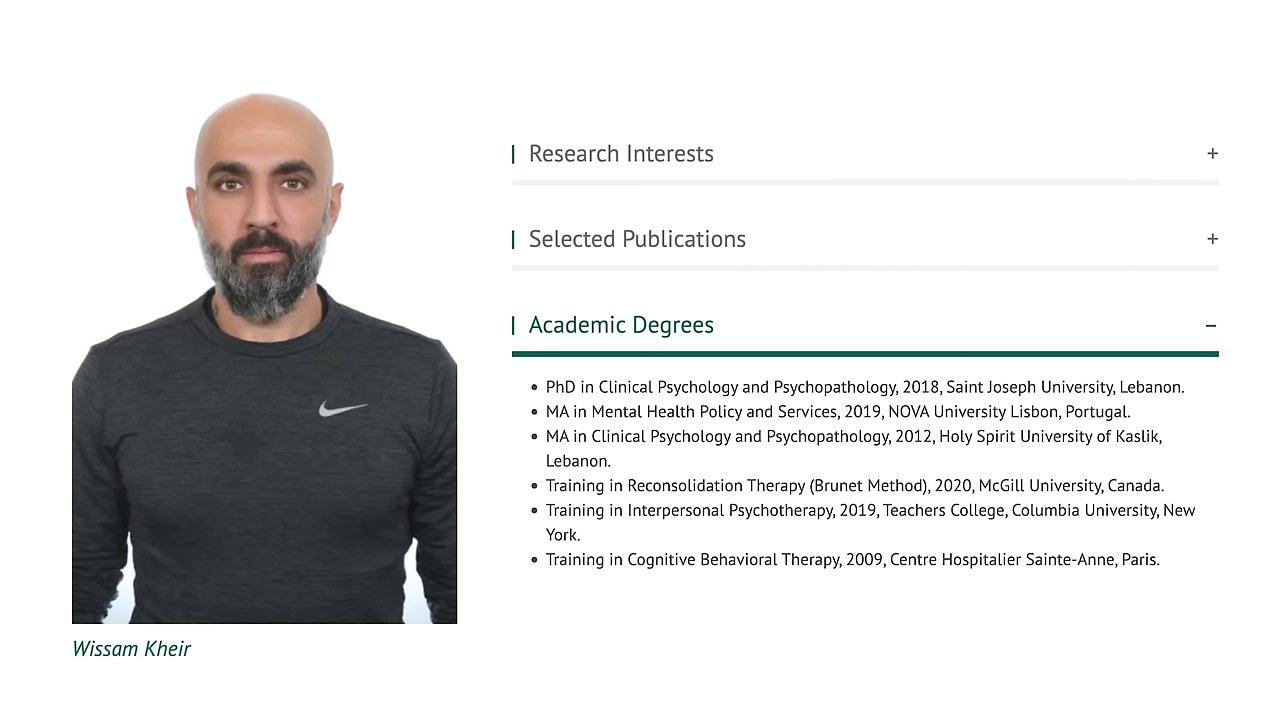 Research Interests +
Selected Publications +
Academic Degrees –
• PhD in Clinical Psychology and Psychopathology, 2018, Saint Joseph University, Lebanon.
• MA in Mental Health Policy and Services, 2019, NOVA University Lisbon, Portugal.
• MA in Clinical Psychology and Psychopathology, 2012, Holy Spirit University of Kaslik,
Lebanon.
• Training in Reconsolidation Therapy (Brunet Method), 2020, McGill University, Canada.
• Training in Interpersonal Psychotherapy, 2019, Teachers College, Columbia University, New
York.
• Training in Cognitive Behavioral Therapy, 2009, Centre Hospitalier Sainte-Anne, Paris.
Wissam Kheir